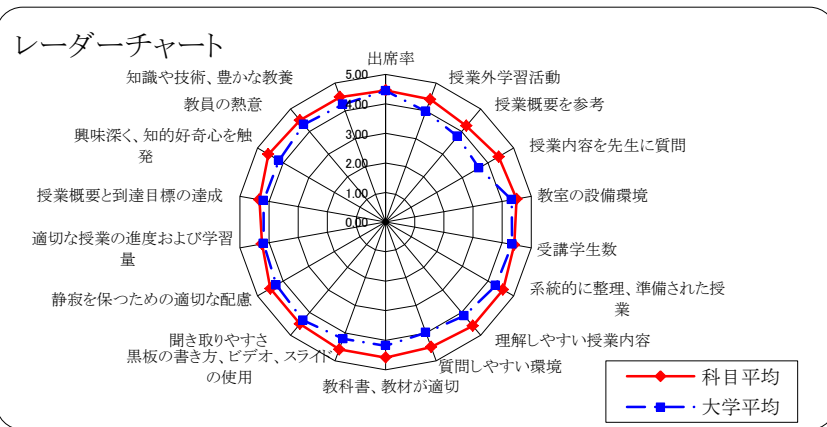 レーダーチャート
出席率
授業外学習活動
授業概要を参考
授業内容を先生に質問
教室の設備環境
受講学生数
系統的に整理、準備された授
業
理解しやすい授業内容
質問しやすい環境
教科書、教材が適切
黒板の書き方、ビデオ、スライド
の使用
聞き取りやすさ
静寂を保つための適切な配慮
適切な授業の進度および学習
量
授業概要と到達目標の達成
興味深く、知的好奇心を触
発
教員の熱意
知識や技術、豊かな教養
5.00
4.00
3.00
2.00
1.00
0.00
科目平均
大学平均